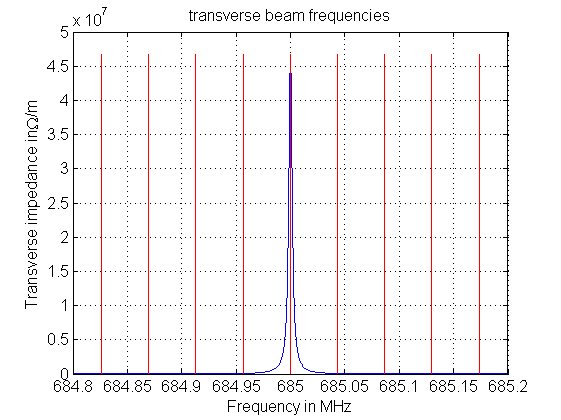 transverse beam frequencies
x 10^7
5
4.5
4
3.5
3
2.5
2
1.5
1
0.5
0
Transverse impedance inΩ/m
684.8 684.85 684.9 684.95 685 685.05 685.1 685.15 685.2
Frequency in MHz